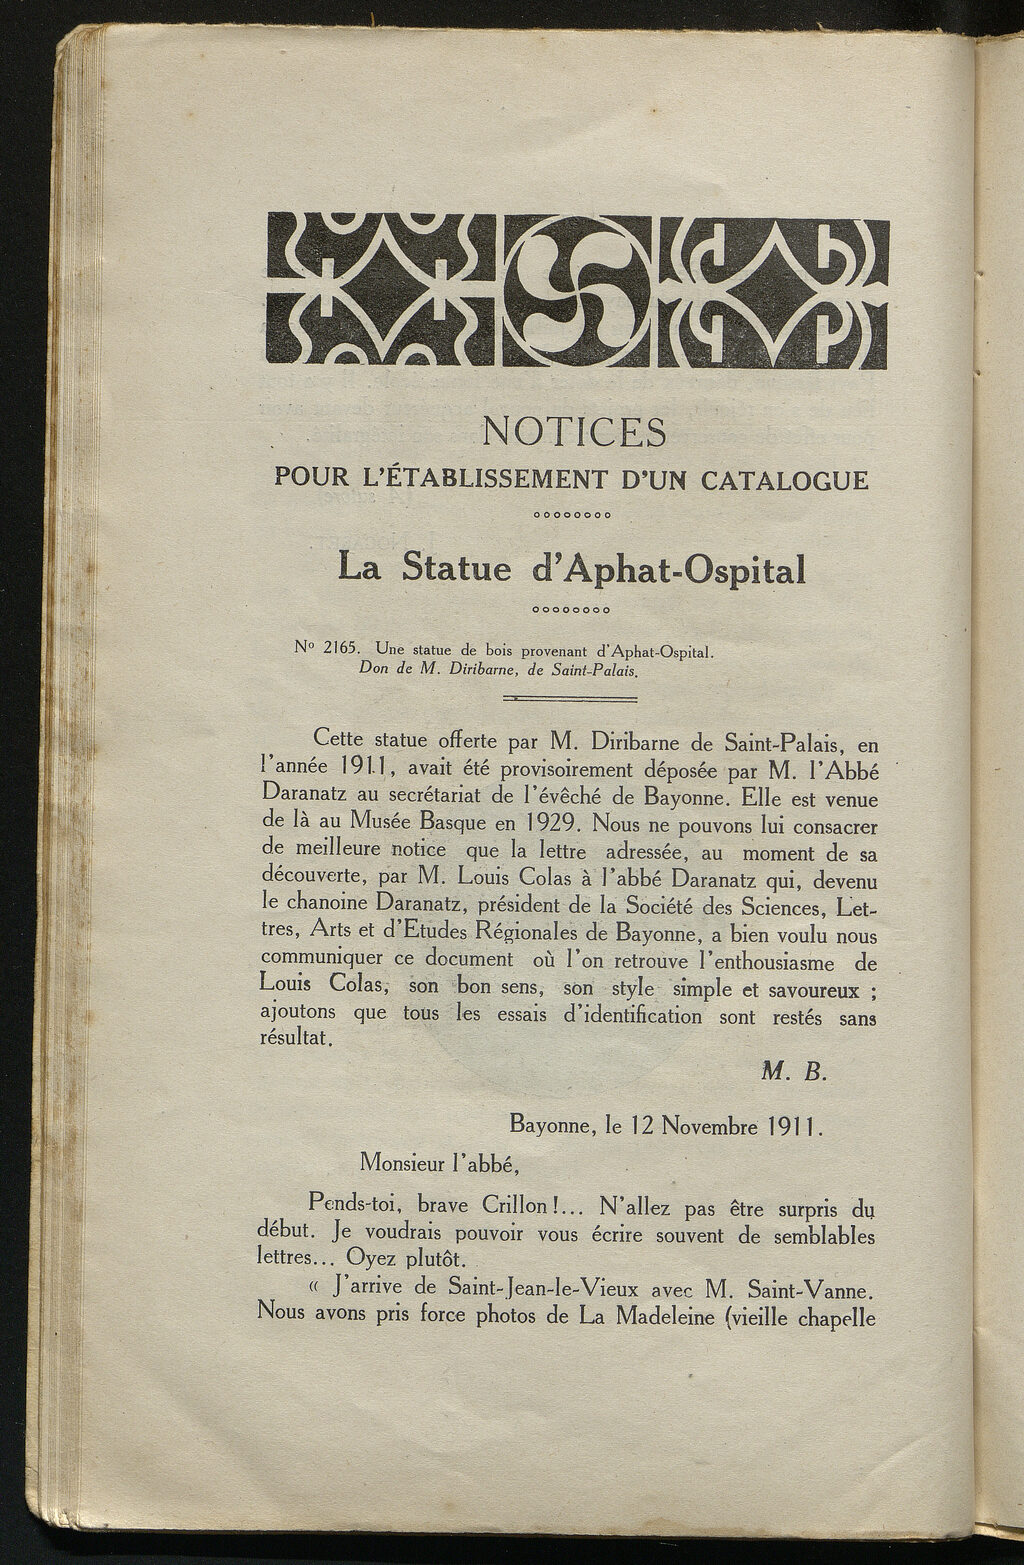 NOTICES
POUR L'ÉTABLISSEMENT D'UN CATALOGUE
La Statue d'Aphat-Ospital
Nº 2165. Une statue de bois provenant d'Aphat-Ospital.
Don de M. Diribarne, de Saint-Palais.
Cette statue offerte par M. Diribarne de Saint-Palais, en
l'année 1911, avait été provisoirement déposée par M. l'Abbé
Daranatz au secrétariat de l'évêché de Bayonne. Elle est venue
de là au Musée Basque en 1929. Nous ne pouvons lui consacrer
de meilleure notice que la lettre adressée, au moment de sa
découverte, par M. Louis Colas à l'abbé Daranatz qui, devenu
le chanoine Daranatz, président de la Société des Sciences, Let-
tres, Arts et d'Etudes Régionales de Bayonne, a bien voulu nous
communiquer ce document où l'on retrouve l'enthousiasme de
Louis Colas, son bon sens, son style simple et savoureux ;
ajoutons que tous les essais d'identification sont restés sans
résultat.
M. B.
Bayonne, le 12 Novembre 1911.
Monsieur l'abbé,
Pends-toi, brave Crillon !... N'allez pas être surpris du
début. Je voudrais pouvoir vous écrire souvent de semblables
lettres... Oyez plutôt.
« J'arrive de Saint-Jean-le-Vieux avec M. Saint-Vanne.
Nous avons pris force photos de La Madeleine (vieille chapelle